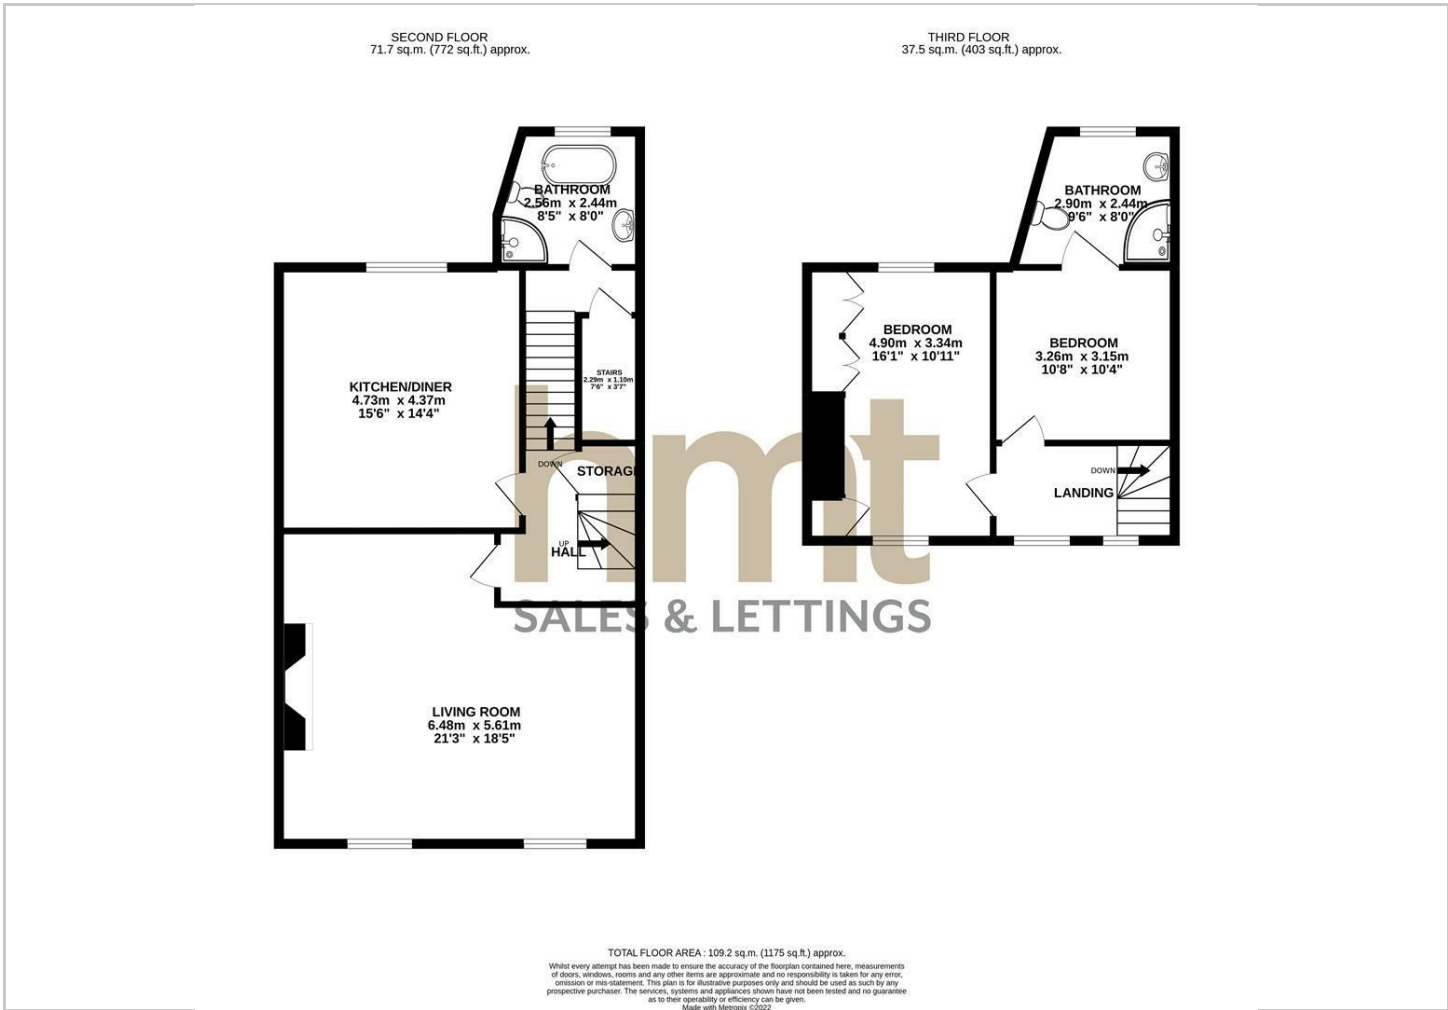 SECOND FLOOR
71.7 sq.m. (772 sq.ft.) approx.
THIRD FLOOR
37.5 sq.m. (403 sq.ft.) approx.
BATHROOM
2.56m x 2.44m
8'5" x 8'0"
BATHROOM
2.90m x 2.44m
9'6" x 8'0"
KITCHEN/DINER
4.73m x 4.37m
15'6" x 14'4"
STAIRS
2.29m x 1.10m
7'6" x 3'7"
BEDROOM
4.90m x 3.34m
16'1" x 10'11"
BEDROOM
3.26m x 3.15m
10'8" x 10'4"
DOWN
STORAGE
UP
HALL
DOWN
LANDING
hmt
SALES & LETTINGS
LIVING ROOM
6.48m x 5.61m
21'3" x 18'5"
TOTAL FLOOR AREA : 109.2 sq.m. (1175 sq.ft.) approx.
Whilst every attempt has been made to ensure the accuracy of the floorplan contained here, measurements
of doors, windows, rooms and any other items are approximate and no responsibility is taken for any error,
omission or mis-statement. This plan is for illustrative purposes only and should be used as such by any
prospective purchaser. The services, systems and appliances shown have not been tested and no guarantee
as to their operability or efficiency can be given.
Made with Metropix ©2022